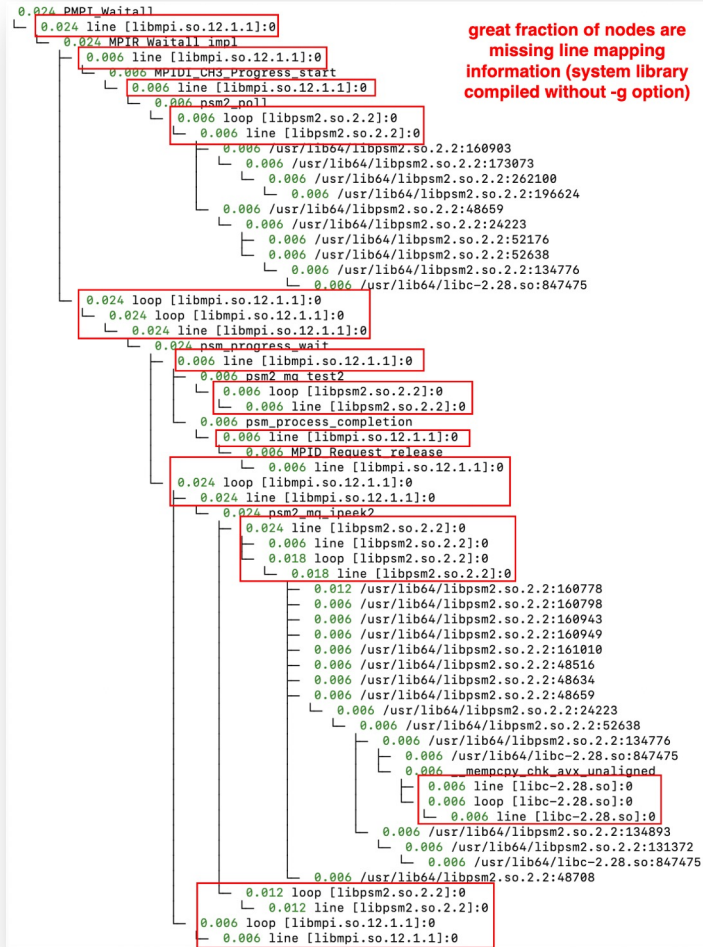 0.024 PMPI_Waitall
0.024 line [libmpi.so.12.1.1]:0
0.024 MPIR_Waitall_impl
0.006 line [libmpi.so.12.1.1]:0
0.006 MPIDI_CH3_Progress_start
0.006 line [libmpi.so.12.1.1]:0
0.006 psm2_poll
0.006 loop [libpsm2.so.2.2]:0
0.006 line [libpsm2.so.2.2]:0
0.006 /usr/lib64/libpsm2.so.2.2:160903
0.006 /usr/lib64/libpsm2.so.2.2:173073
0.006 /usr/lib64/libpsm2.so.2.2:262100
0.006 /usr/lib64/libpsm2.so.2.2:196624
0.006 /usr/lib64/libpsm2.so.2.2:48659
0.006 /usr/lib64/libpsm2.so.2.2:24223
0.006 /usr/lib64/libpsm2.so.2.2:52176
0.006 /usr/lib64/libpsm2.so.2.2:52638
0.006 /usr/lib64/libpsm2.so.2.2:134776
0.006 /usr/lib64/libc-2.28.so:847475
0.024 loop [libmpi.so.12.1.1]:0
0.024 loop [libmpi.so.12.1.1]:0
0.024 line [libmpi.so.12.1.1]:0
0.024 psm_progress_wait
0.006 line [libmpi.so.12.1.1]:0
0.006 psm2_mq_test2
0.006 loop [libpsm2.so.2.2]:0
0.006 line [libpsm2.so.2.2]:0
0.006 psm_process_completion
0.006 line [libmpi.so.12.1.1]:0
0.006 MPID_Request_release
0.006 line [libmpi.so.12.1.1]:0
0.024 loop [libmpi.so.12.1.1]:0
0.024 line [libmpi.so.12.1.1]:0
0.024 psm2_mq_ipeek2
0.024 line [libpsm2.so.2.2]:0
0.006 line [libpsm2.so.2.2]:0
0.018 loop [libpsm2.so.2.2]:0
0.018 line [libpsm2.so.2.2]:0
0.012 /usr/lib64/libpsm2.so.2.2:160778
0.006 /usr/lib64/libpsm2.so.2.2:160798
0.006 /usr/lib64/libpsm2.so.2.2:160943
0.006 /usr/lib64/libpsm2.so.2.2:160949
0.006 /usr/lib64/libpsm2.so.2.2:161010
0.006 /usr/lib64/libpsm2.so.2.2:48516
0.006 /usr/lib64/libpsm2.so.2.2:48634
0.006 /usr/lib64/libpsm2.so.2.2:48659
0.006 /usr/lib64/libpsm2.so.2.2:24223
0.006 /usr/lib64/libpsm2.so.2.2:52638
0.006 /usr/lib64/libpsm2.so.2.2:134776
0.006 /usr/lib64/libc-2.28.so:847475
0.006 __mempcpy_chk_avx_unaligned
0.006 line [libc-2.28.so]:0
0.006 loop [libc-2.28.so]:0
0.006 line [libc-2.28.so]:0
0.006 /usr/lib64/libpsm2.so.2.2:134893
0.006 /usr/lib64/libpsm2.so.2.2:131372
0.006 /usr/lib64/libc-2.28.so:847475
0.006 /usr/lib64/libpsm2.so.2.2:48708
0.012 loop [libpsm2.so.2.2]:0
0.012 line [libpsm2.so.2.2]:0
0.006 loop [libmpi.so.12.1.1]:0
0.006 line [libmpi.so.12.1.1]:0
great fraction of nodes are
missing line mapping
information (system library
compiled without -g option)